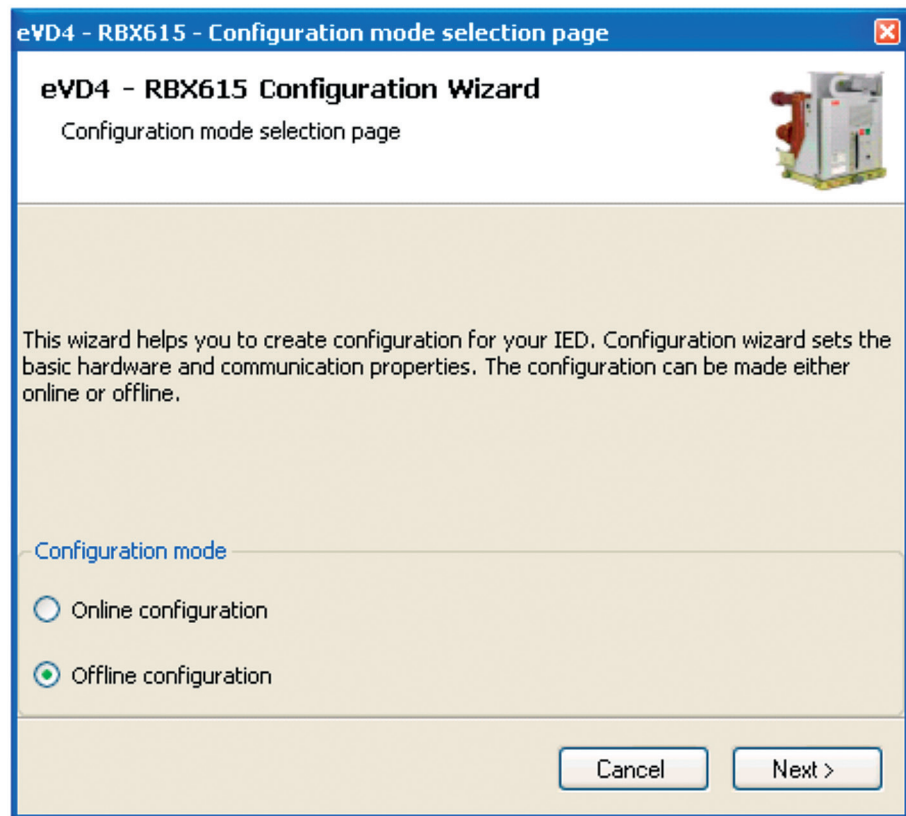 eVD4 - RBX615 - Configuration mode selection page
eVD4 - RBX615 Configuration Wizard
Configuration mode selection page
This wizard helps you to create configuration for your IED. Configuration wizard sets the
basic hardware and communication properties. The configuration can be made either
online or offline.
Configuration mode
Online configuration
Offline configuration
Cancel
Next >